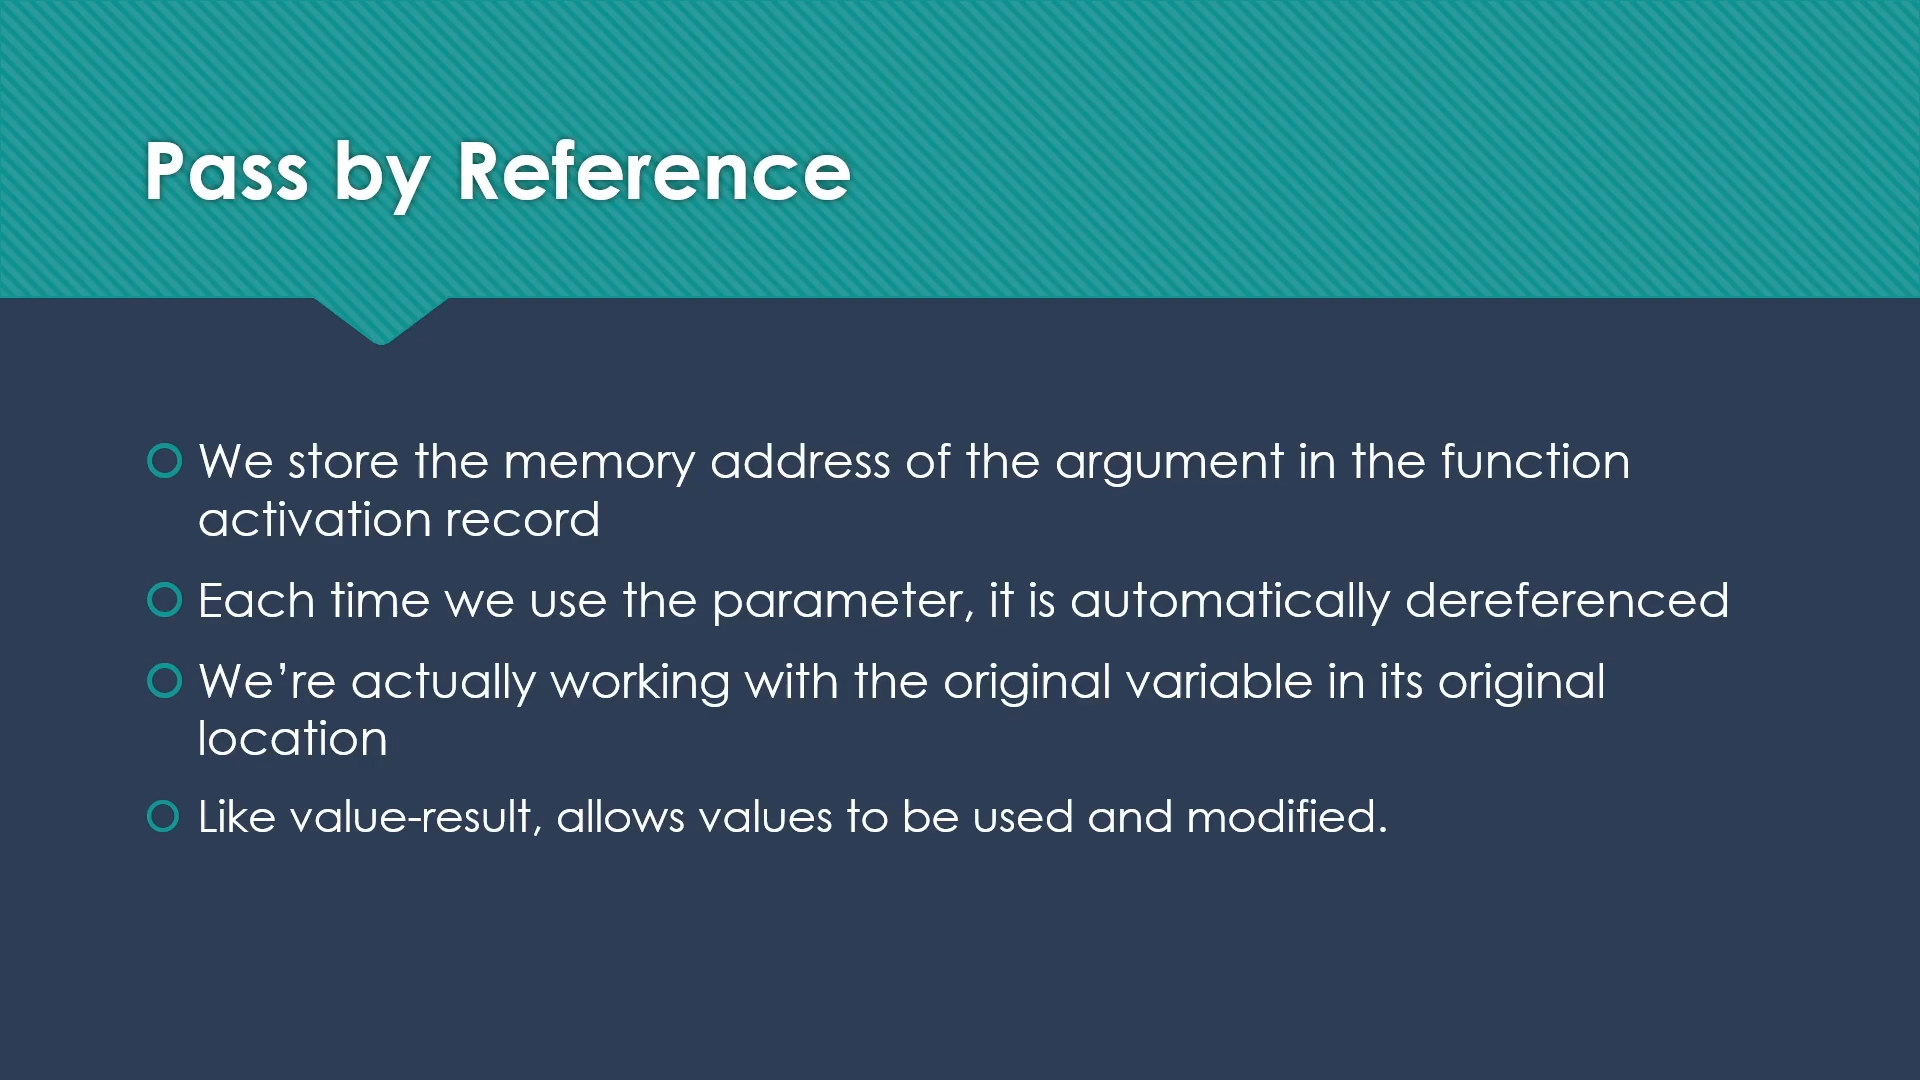 Pass by Reference
We store the memory address of the argument in the function
activation record
Each time we use the parameter, it is automatically dereferenced
We’re actually working with the original variable in its original
location
Like value-result, allows values to be used and modified.